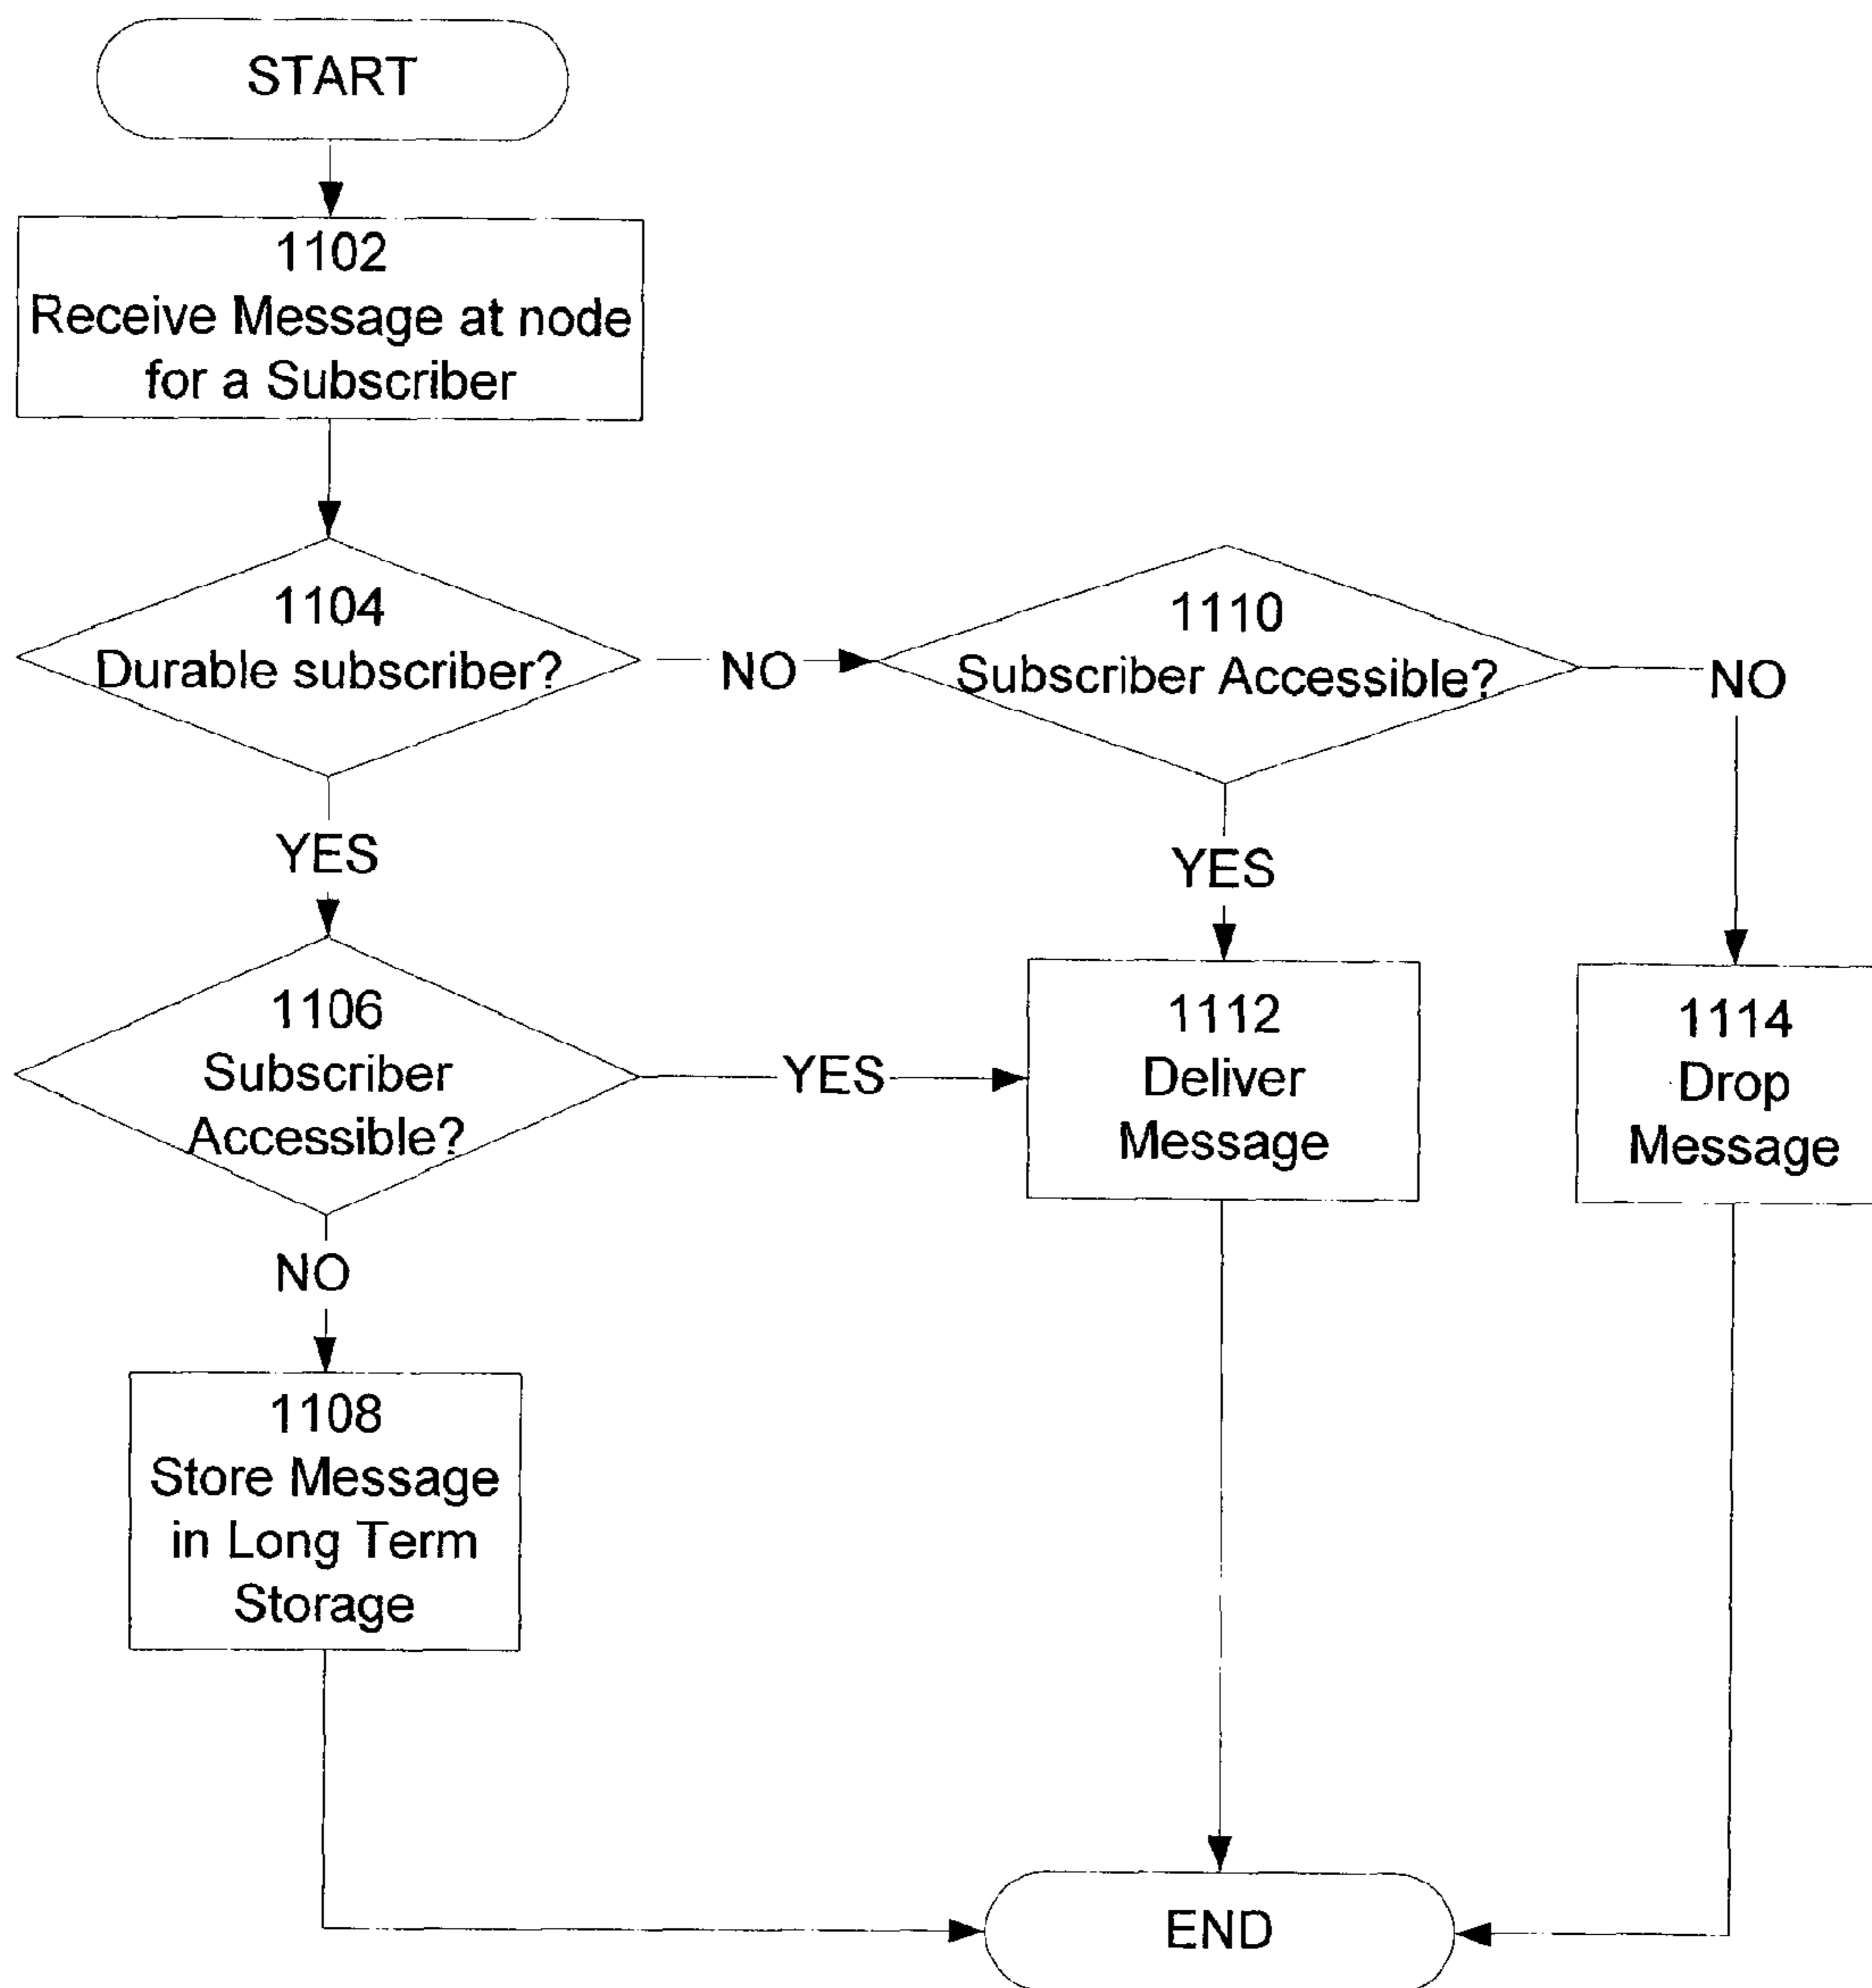 START
1102
Receive Message at node
for a Subscriber
1104
Durable subscriber?
NO
1110
Subscriber Accessible?
NO
YES
YES
1106
Subscriber
Accessible?
YES
1112
Deliver
Message
1114
Drop
Message
NO
1108
Store Message
in Long Term
Storage
END